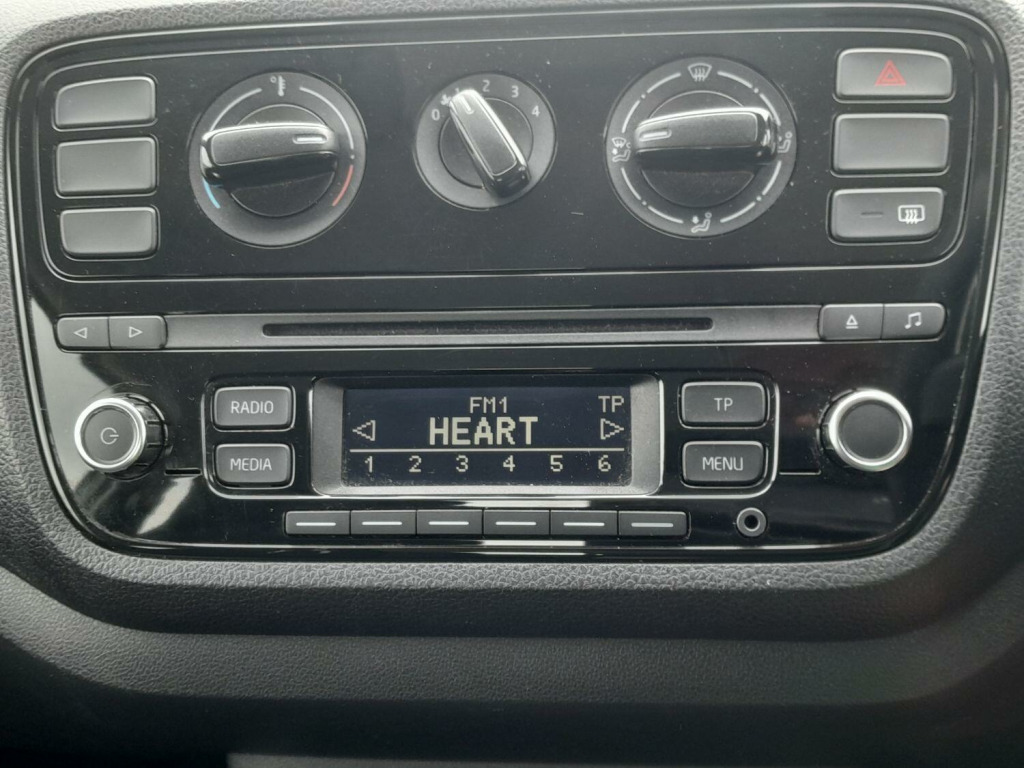 0 1 2 3 4
RADIO
MEDIA
FM1 TP
HEART
1 2 3 4 5 6
TP
MENU